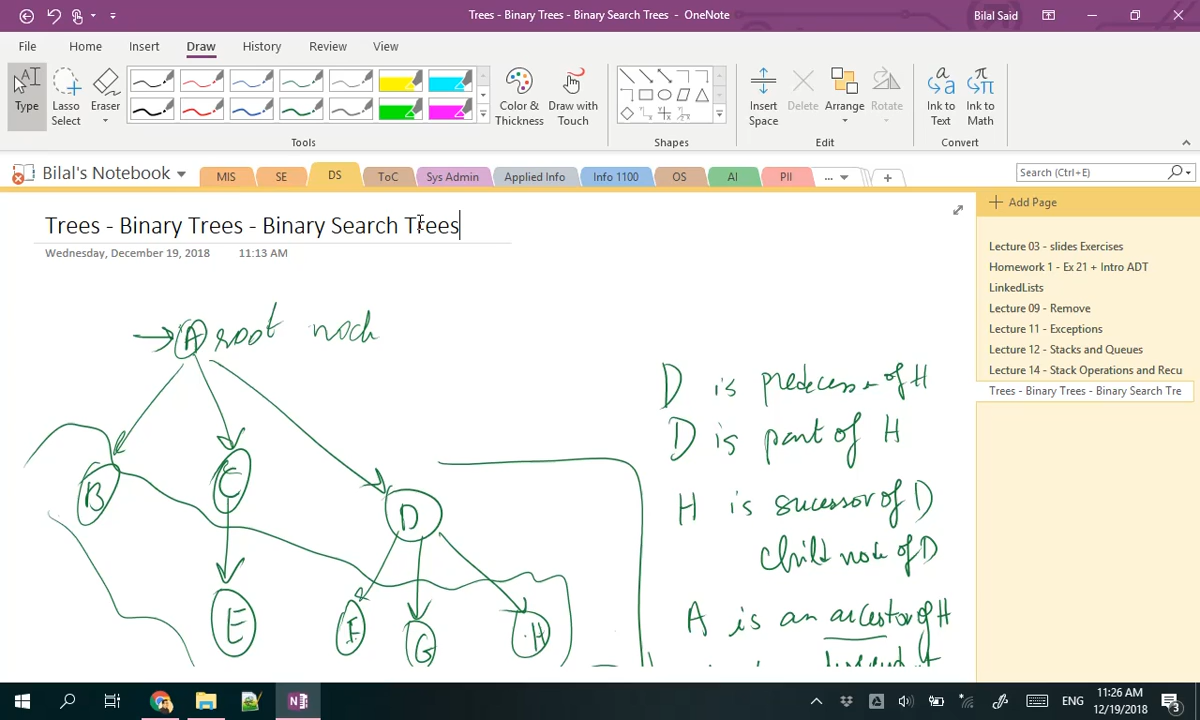 Trees - Binary Trees - Binary Search Trees - OneNote
Bilal Said
File Home Insert Draw History Review View
Type
Lasso Select
Eraser
Color & Thickness
Draw with Touch
Insert Space
Delete
Arrange
Rotate
Ink to Text
Ink to Math
Tools Shapes Edit Convert
Bilal's Notebook
MIS SE DS ToC Sys Admin Applied Info Info 1100 OS AI PII ...
Search (Ctrl+E)
Trees - Binary Trees - Binary Search Trees
Wednesday, December 19, 2018 11:13 AM
Add Page
Lecture 03 - slides Exercises
Homework 1 - Ex 21 + Intro ADT
LinkedLists
Lecture 09 - Remove
Lecture 11 - Exceptions
Lecture 12 - Stacks and Queues
Lecture 14 - Stack Operations and Recu
Trees - Binary Trees - Binary Search Tre
A root node
B C D
E F G H
D is predecessor of H
D is part of H
H is sucessor of D
child node of D
A is an ancestor of H
ENG
11:26 AM
12/19/2018
3